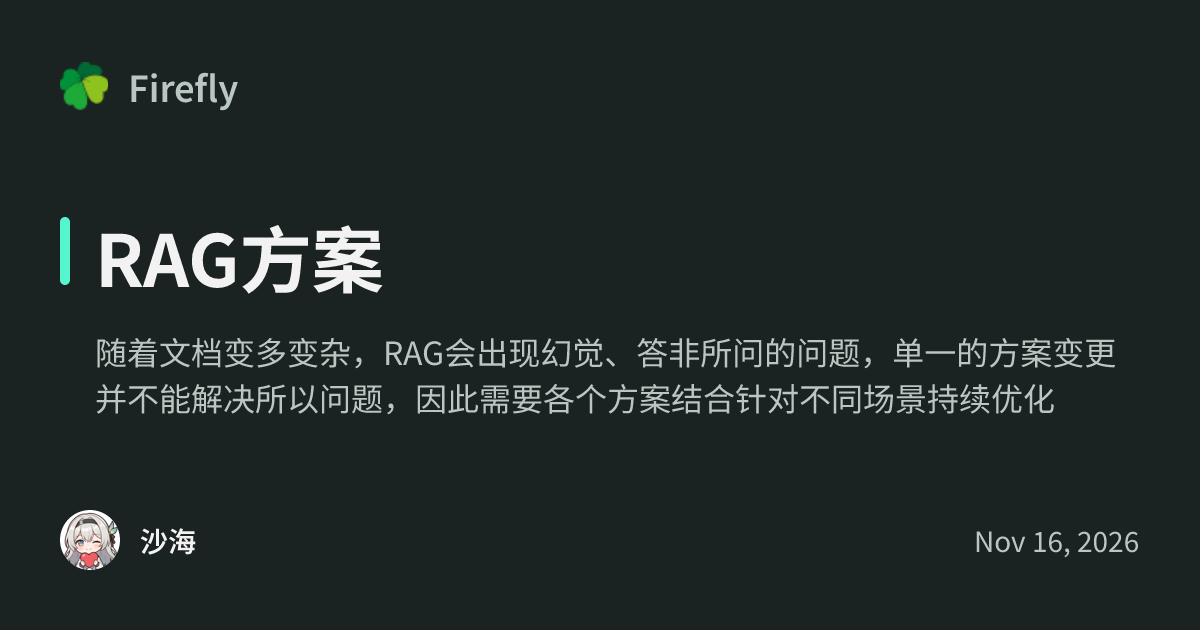 Firefly
RAG方案
随着文档变多变杂，RAG会出现幻觉、答非所问的问题，单一的方案变更
并不能解决所以问题，因此需要各个方案结合针对不同场景持续优化
沙海
Nov 16, 2026